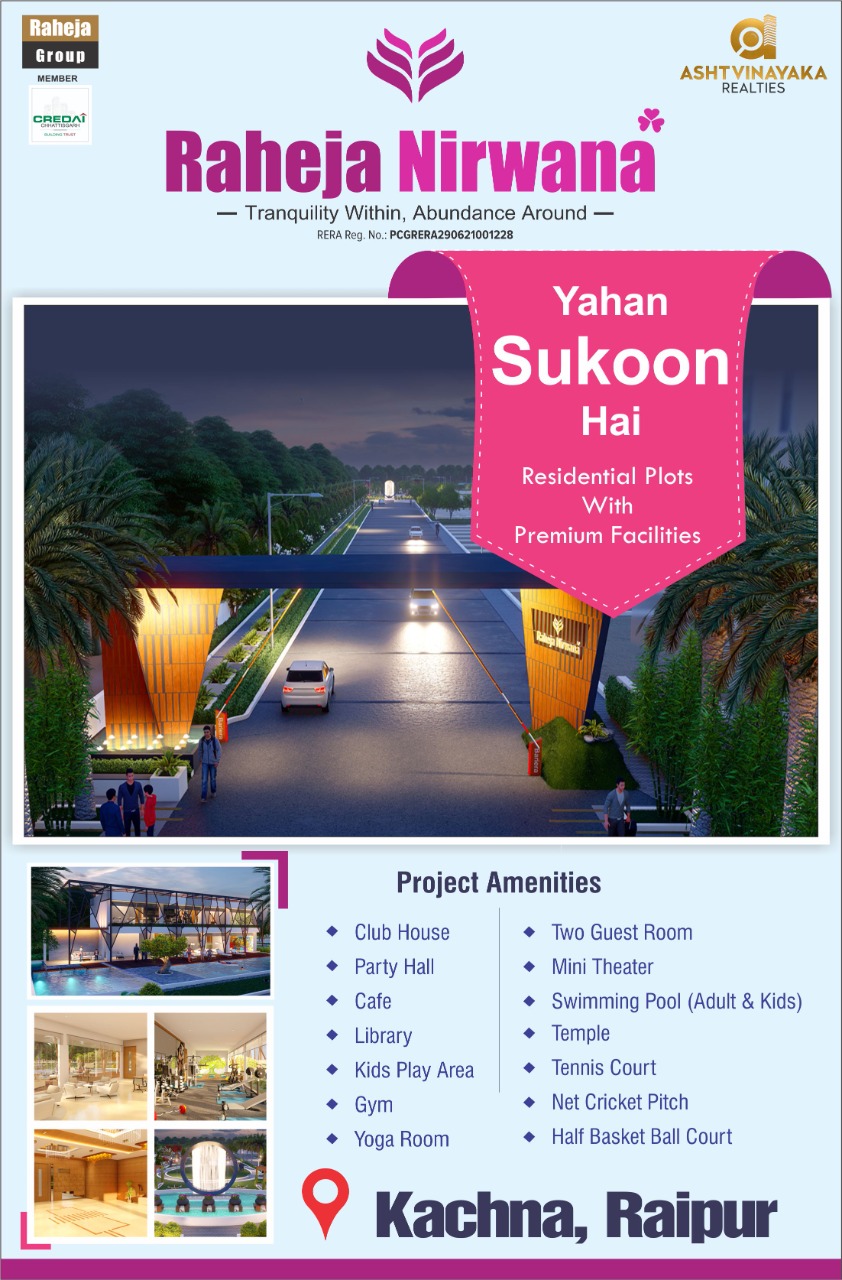 Raheja
Group
MEMBER
CREDAI
CHHATTISGARH
BUILDING TRUST
ASHTVINAYAKA
REALTIES
Raheja Nirwana
— Tranquility Within, Abundance Around —
RERA Reg. No.: PCGRERA290621001228
Yahan
Sukoon
Hai
Residential Plots
With
Premium Facilities
Raheja Nirwana
Barrera
Project Amenities
Club House
Party Hall
Cafe
Library
Kids Play Area
Gym
Yoga Room
Two Guest Room
Mini Theater
Swimming Pool (Adult & Kids)
Temple
Tennis Court
Net Cricket Pitch
Half Basket Ball Court
Kachna, Raipur